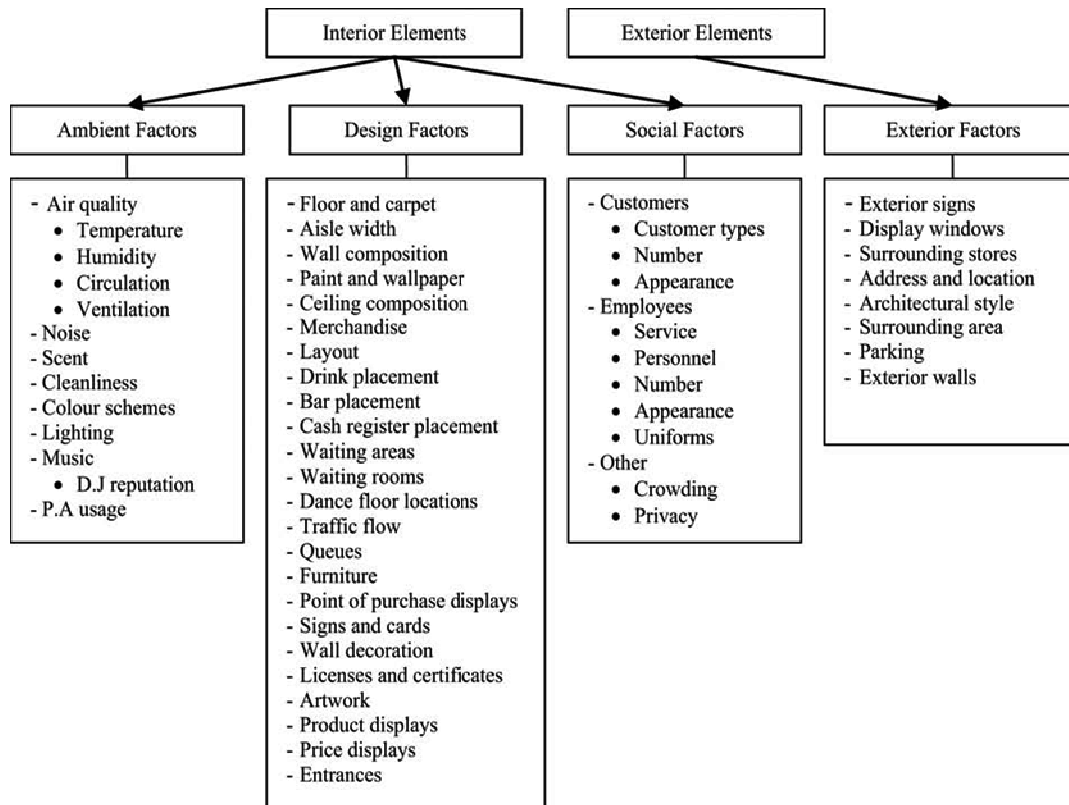 Interior Elements
Exterior Elements
Ambient Factors
Design Factors
Social Factors
Exterior Factors
- Air quality
• Temperature
• Humidity
• Circulation
• Ventilation
- Noise
- Scent
- Cleanliness
- Colour schemes
- Lighting
- Music
• D.J reputation
- P.A usage
- Floor and carpet
- Aisle width
- Wall composition
- Paint and wallpaper
- Ceiling composition
- Merchandise
- Layout
- Drink placement
- Bar placement
- Cash register placement
- Waiting areas
- Waiting rooms
- Dance floor locations
- Traffic flow
- Queues
- Furniture
- Point of purchase displays
- Signs and cards
- Wall decoration
- Licenses and certificates
- Artwork
- Product displays
- Price displays
- Entrances
- Customers
• Customer types
• Number
• Appearance
- Employees
• Service
• Personnel
• Number
• Appearance
• Uniforms
- Other
• Crowding
• Privacy
- Exterior signs
- Display windows
- Surrounding stores
- Address and location
- Architectural style
- Surrounding area
- Parking
- Exterior walls